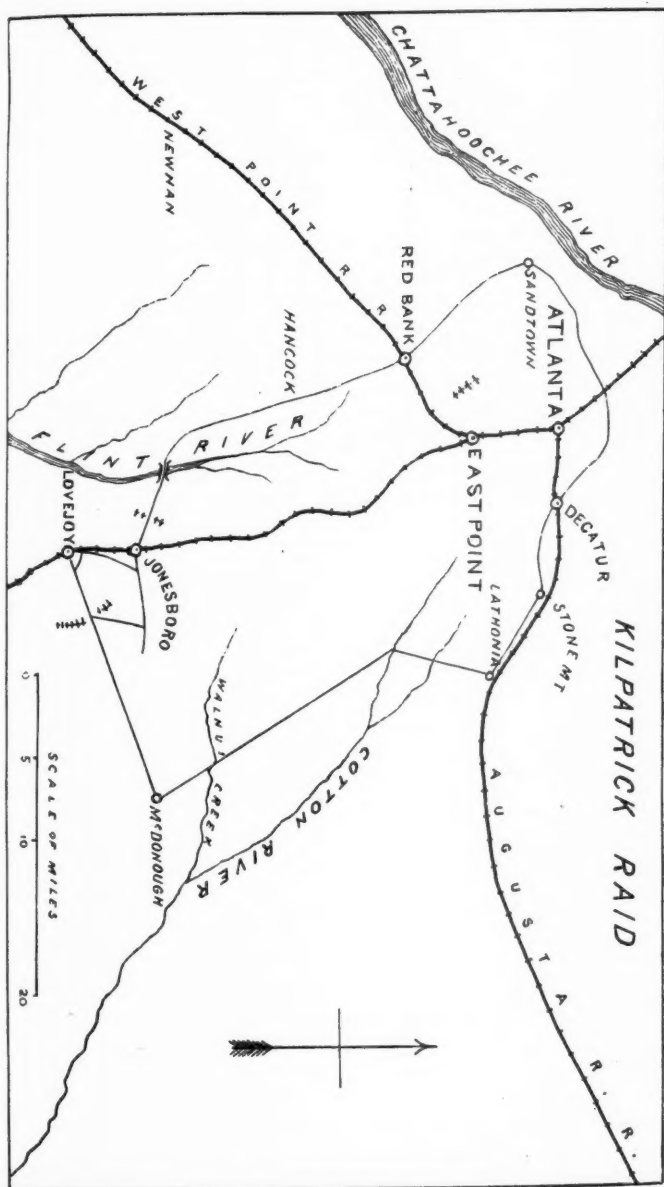 KILPATRICK RAID
CHATTAHOOCHEE RIVER
SANDTOWN
ATLANTA
DECATUR
STONE MT
LATHONIA
AUGUSTA R. R.
EAST POINT
RED BANK
WEST POINT R R
NEWNAN
HANCOCK
FLINT RIVER
JONESBORO
LOVEJOY
COTTON RIVER
WALNUT CREEK
McDONOUGH
0 5 10 20
SCALE OF MILES